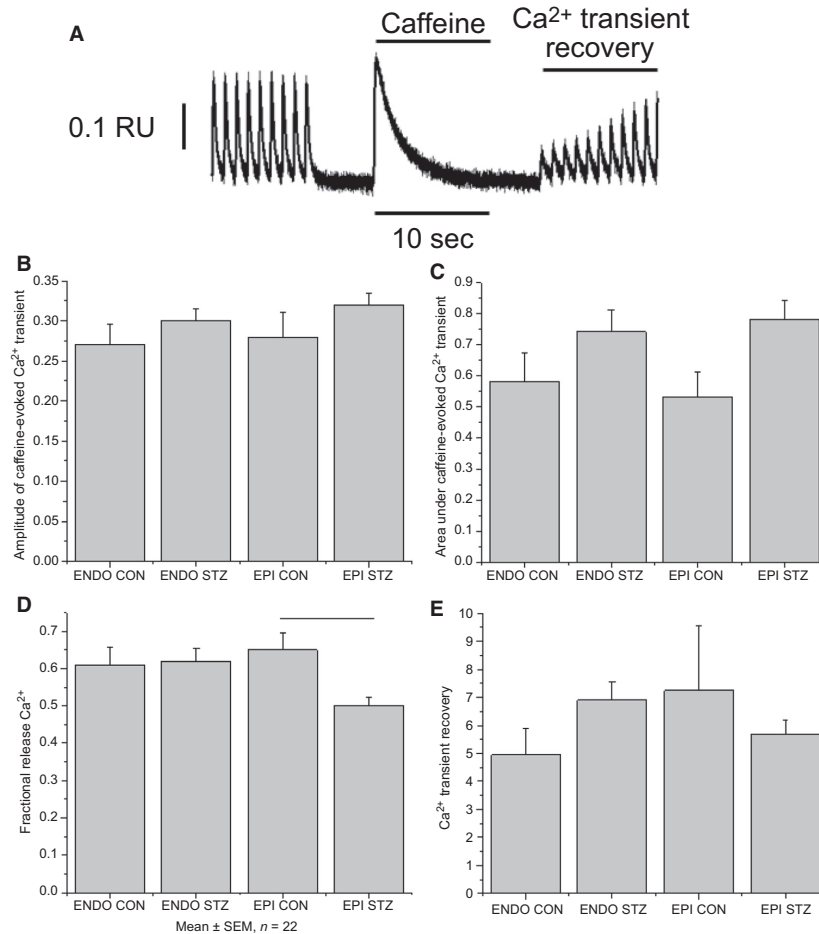 A
Caffeine
Ca²⁺ transient
recovery
0.1 RU
10 sec
B
Amplitude of caffeine-evoked Ca²⁺ transient
0.35
0.30
0.25
0.20
0.15
0.10
0.05
0.00
ENDO CON ENDO STZ EPI CON EPI STZ
C
Area under caffeine-evoked Ca²⁺ transient
0.9
0.8
0.7
0.6
0.5
0.4
0.3
0.2
0.1
0.0
ENDO CON ENDO STZ EPI CON EPI STZ
D
Fractional release Ca²⁺
0.7
0.6
0.5
0.4
0.3
0.2
0.1
0.0
ENDO CON ENDO STZ EPI CON EPI STZ
Mean ± SEM, n = 22
E
Ca²⁺ transient recovery
10
9
8
7
6
5
4
3
2
1
0
ENDO CON ENDO STZ EPI CON EPI STZ